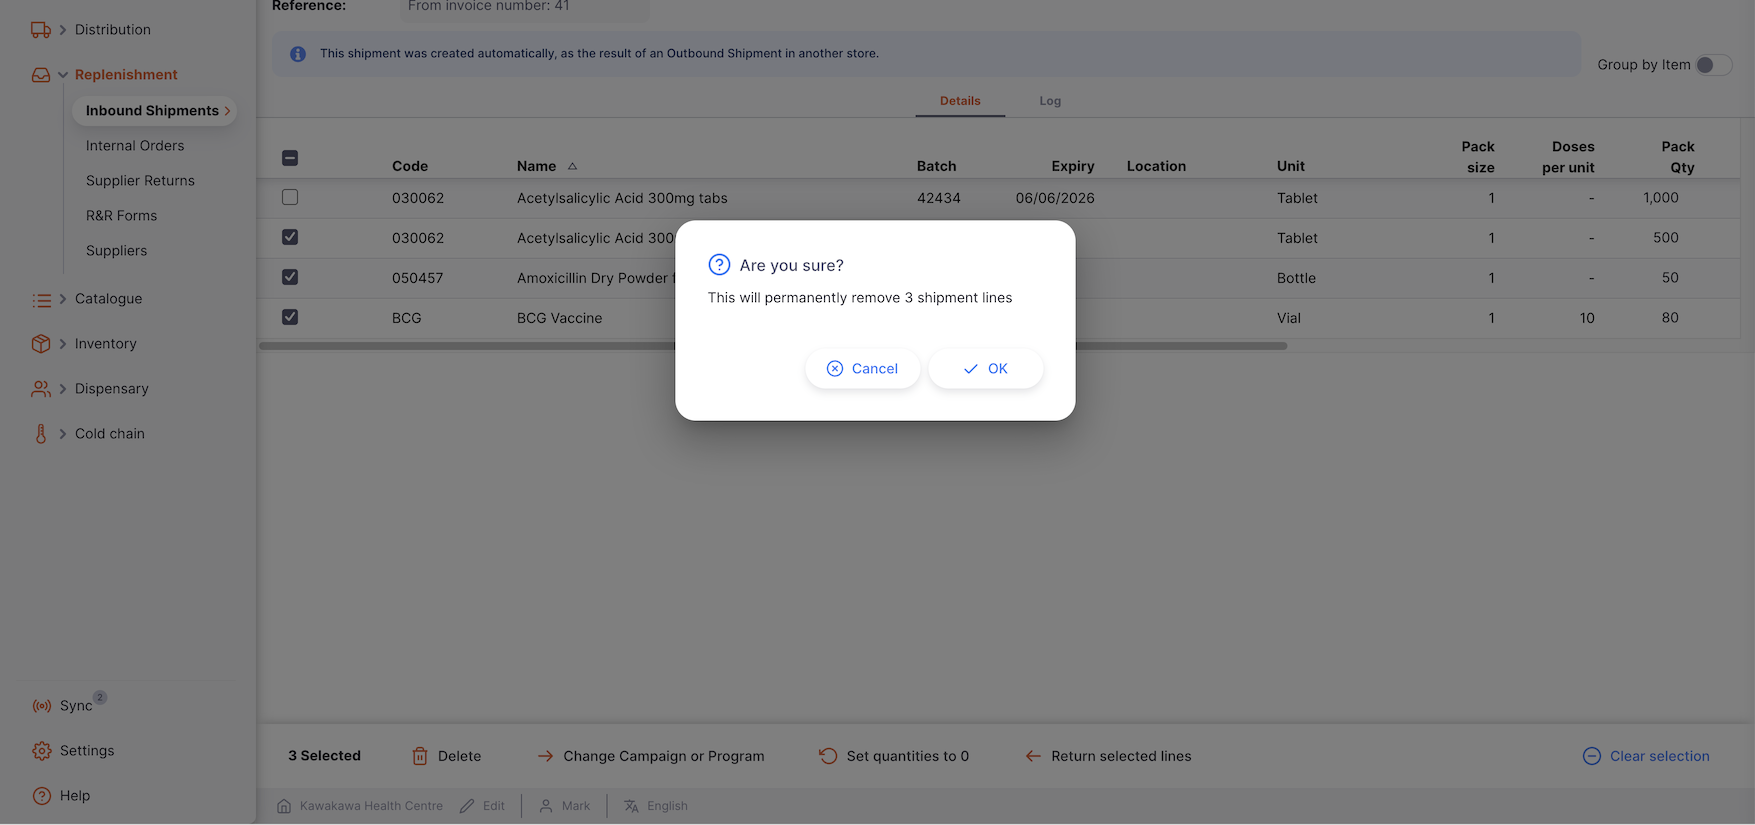 Reference: From invoice number: 41
Distribution
This shipment was created automatically, as the result of an Outbound Shipment in another store.
Group by Item
Replenishment
Details Log
Inbound Shipments
Internal Orders
Supplier Returns
R&R Forms
Suppliers
Catalogue
Inventory
Dispensary
Cold chain
Code Name Batch Expiry Location Unit Pack size Doses per unit Pack Qty
030062 Acetylsalicylic Acid 300mg tabs 42434 06/06/2026 Tablet 1 - 1,000
030062 Acetylsalicylic Acid 300 Tablet 1 - 500
050457 Amoxicillin Dry Powder Bottle 1 - 50
BCG BCG Vaccine Vial 1 10 80
Are you sure?
This will permanently remove 3 shipment lines
Cancel OK
Sync 2
Settings
Help
3 Selected Delete Change Campaign or Program Set quantities to 0 Return selected lines Clear selection
Kawakawa Health Centre Edit Mark English